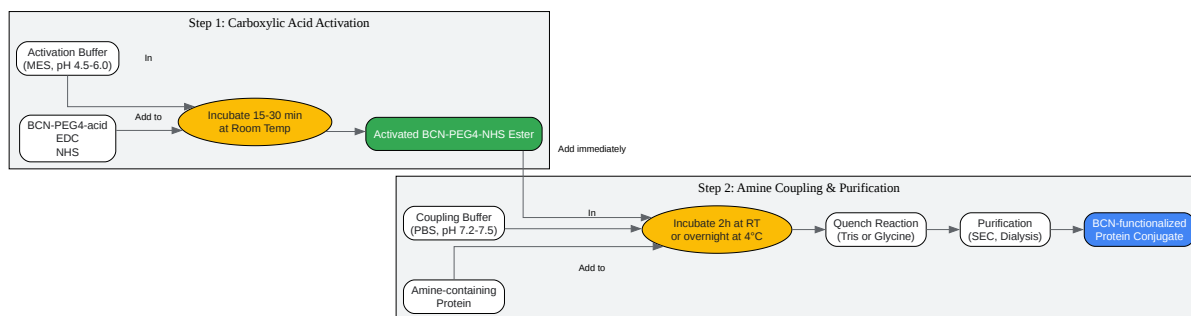 Step 1: Carboxylic Acid Activation
Activation Buffer
(MES, pH 4.5-6.0)
In
BCN-PEG4-acid
EDC
NHS
Add to
Incubate 15-30 min
at Room Temp
Activated BCN-PEG4-NHS Ester
Add immediately
Step 2: Amine Coupling & Purification
Coupling Buffer
(PBS, pH 7.2-7.5)
In
Amine-containing
Protein
Add to
Incubate 2h at RT
or overnight at 4°C
Quench Reaction
(Tris or Glycine)
Purification
(SEC, Dialysis)
BCN-functionalized
Protein Conjugate